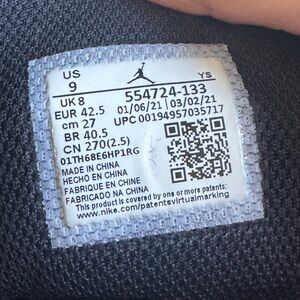 US YS
9
554724-133
UK 8 01/06/21 03/02/21
EUR 42.5 UPC 00194957035717
cm 27
BR 40.5
CN 270(2.5)
01TH68E6HP1RG
MADE IN CHINA
HECHO EN CHINA
FABRIQUE EN CHINE
FABRICADO NA CHINA
This product is covered by one or more patents:
www.nike.com/patentsvirtualmarking